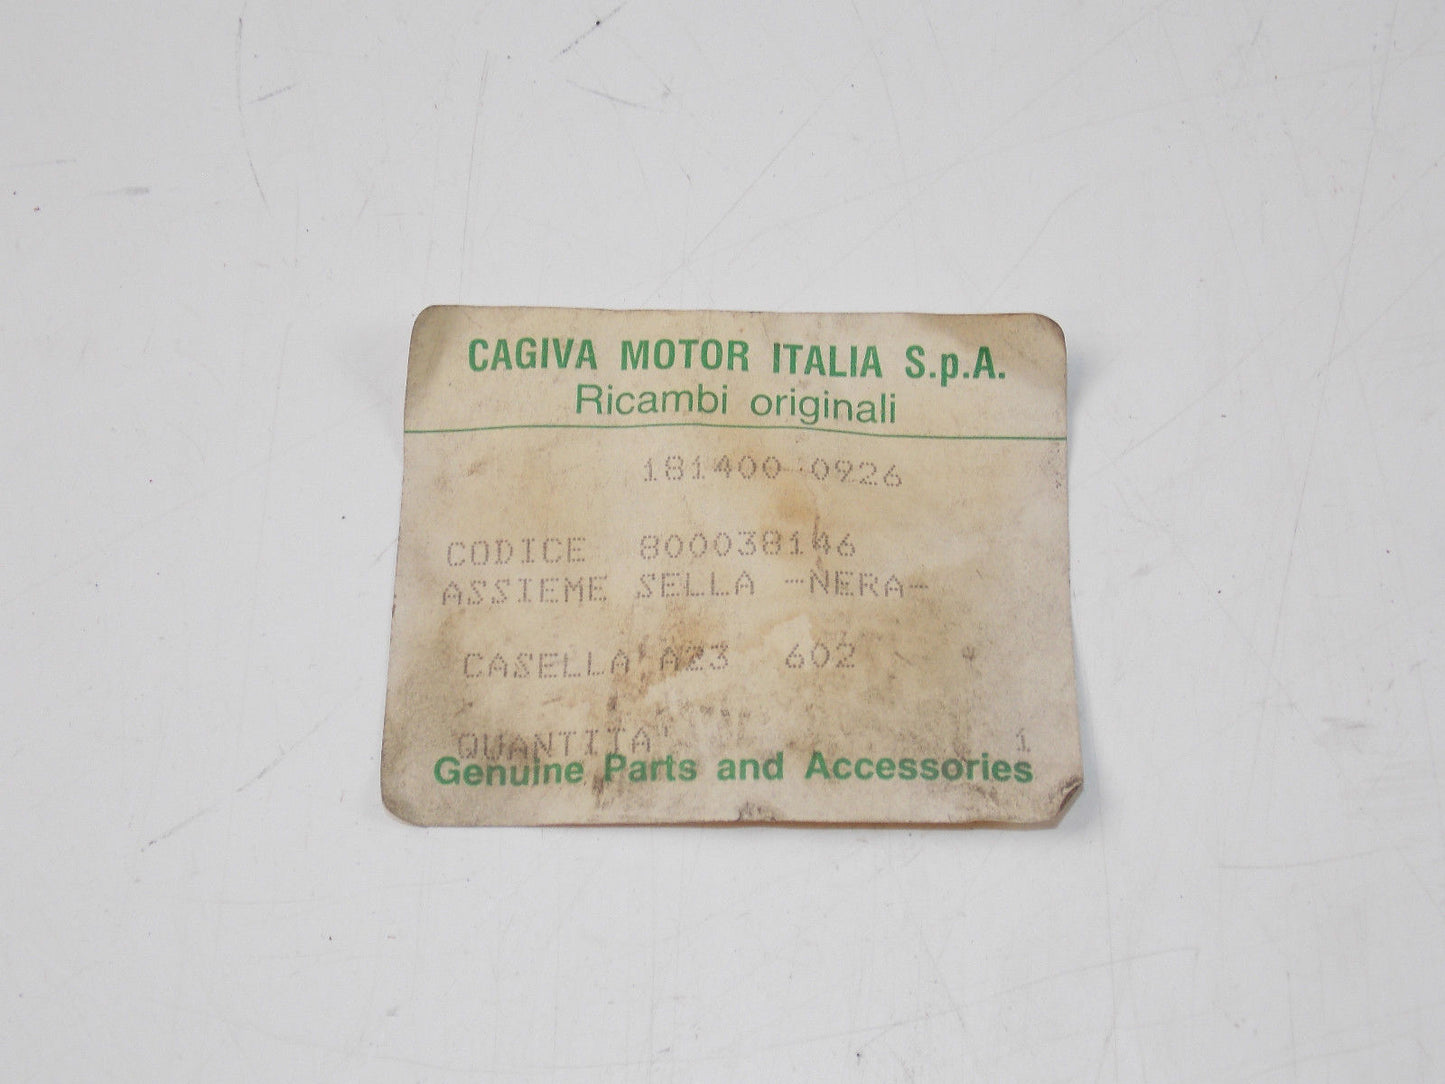 CAGIVA MOTOR ITALIA S.p.A.
Ricambi originali
181400 0926
CODICE 800038146
ASSIEME SELLA -NERA-
CASELLA A23 602
QUANTITA' 1
Genuine Parts and Accessories